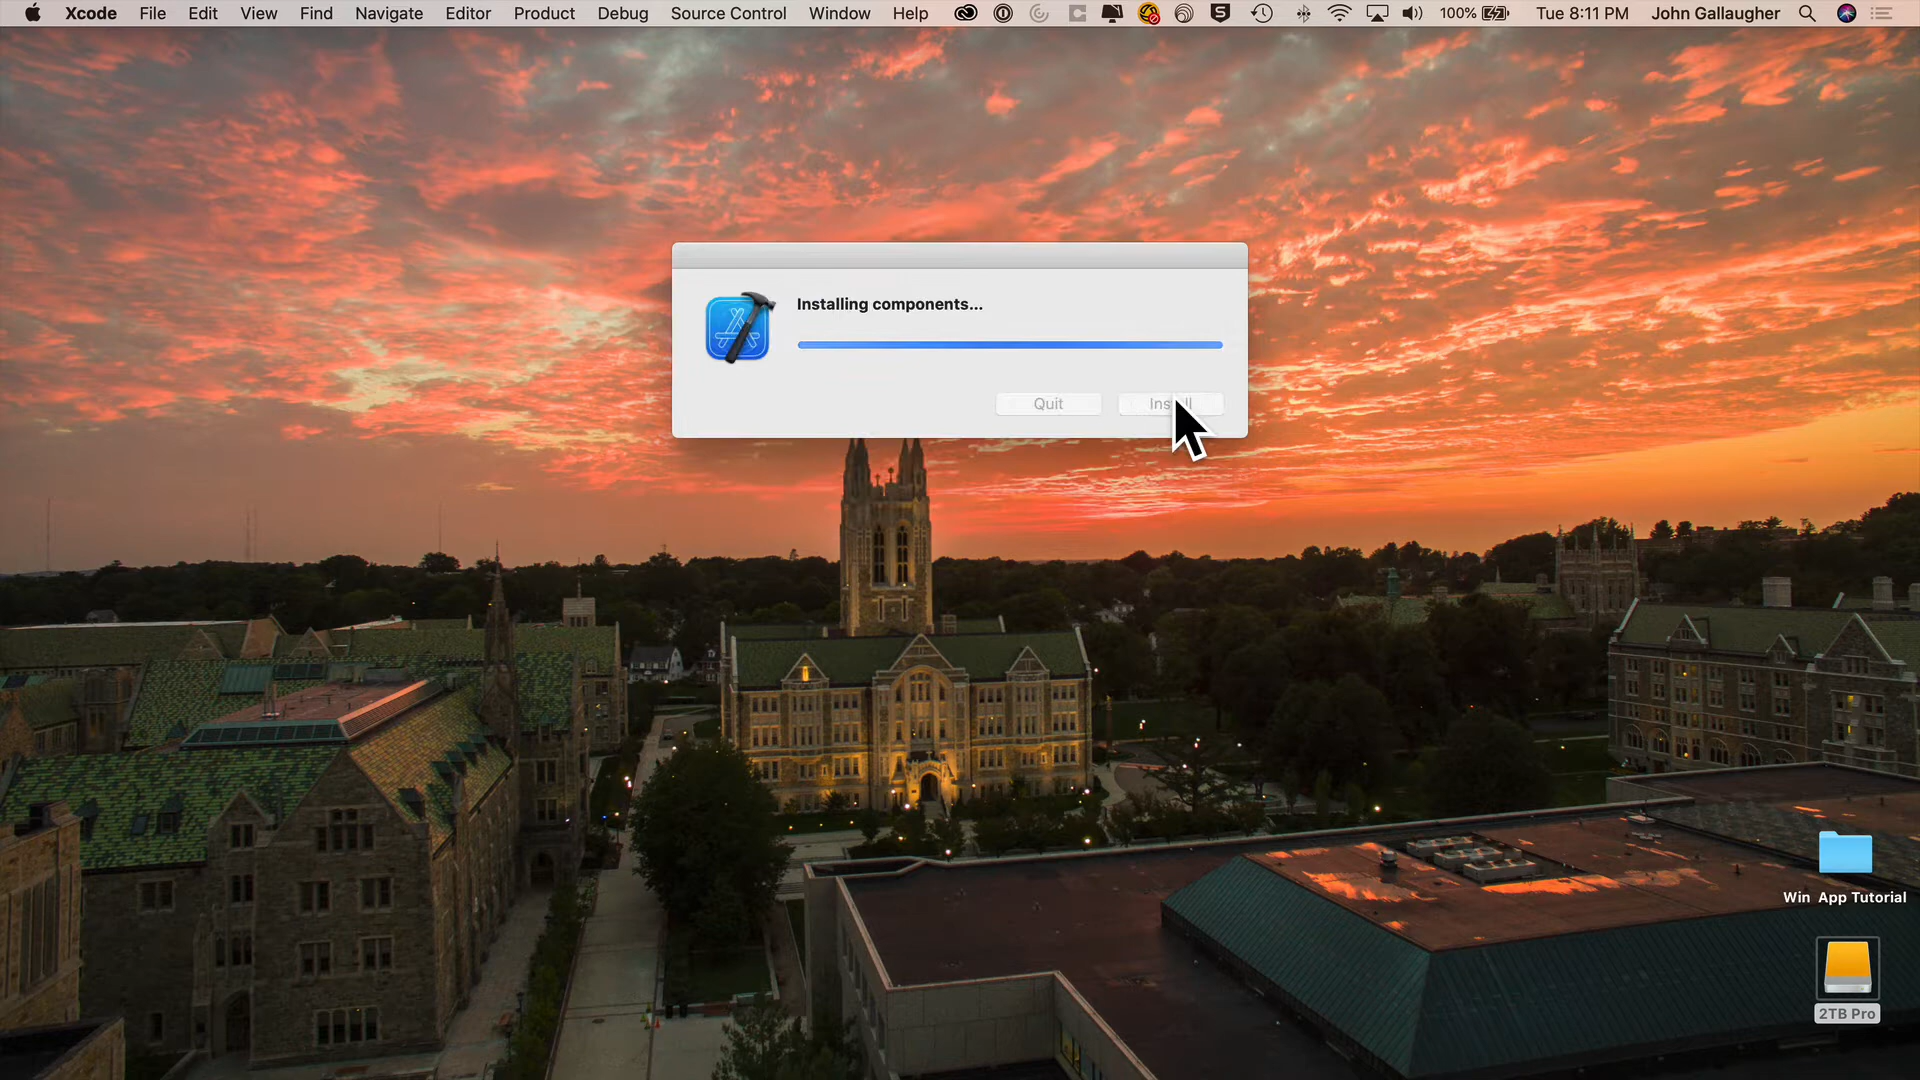 Xcode File Edit View Find Navigate Editor Product Debug Source Control Window Help 100% Tue 8:11 PM John Gallaugher
Installing components...
Quit Install
Win App Tutorial
2TB Pro